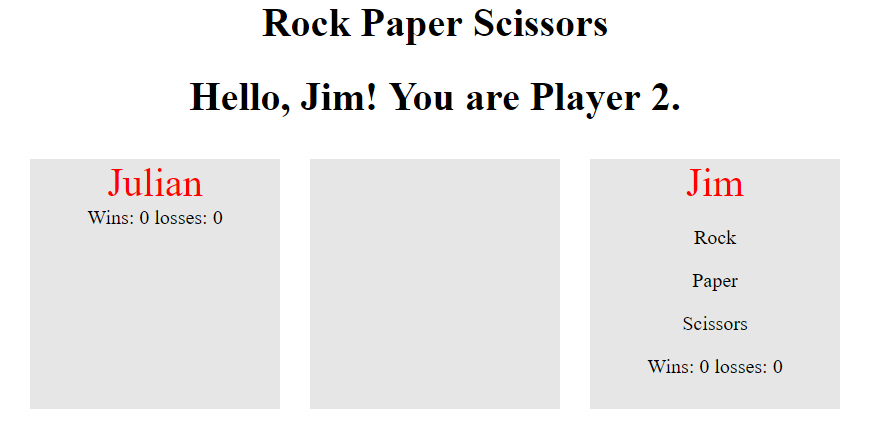 Rock Paper Scissors
Hello, Jim! You are Player 2.
Julian
Wins: 0 losses: 0
Jim
Rock
Paper
Scissors
Wins: 0 losses: 0